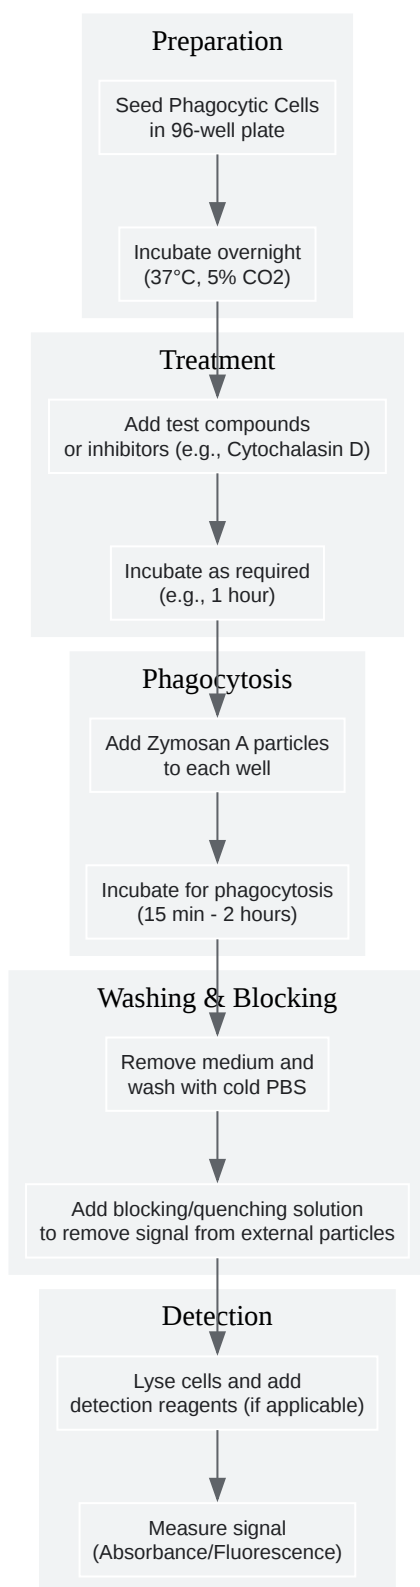 Preparation
Seed Phagocytic Cells
in 96-well plate
Incubate overnight
(37°C, 5% CO2)
Treatment
Add test compounds
or inhibitors (e.g., Cytochalasin D)
Incubate as required
(e.g., 1 hour)
Phagocytosis
Add Zymosan A particles
to each well
Incubate for phagocytosis
(15 min - 2 hours)
Washing & Blocking
Remove medium and
wash with cold PBS
Add blocking/quenching solution
to remove signal from external particles
Detection
Lyse cells and add
detection reagents (if applicable)
Measure signal
(Absorbance/Fluorescence)